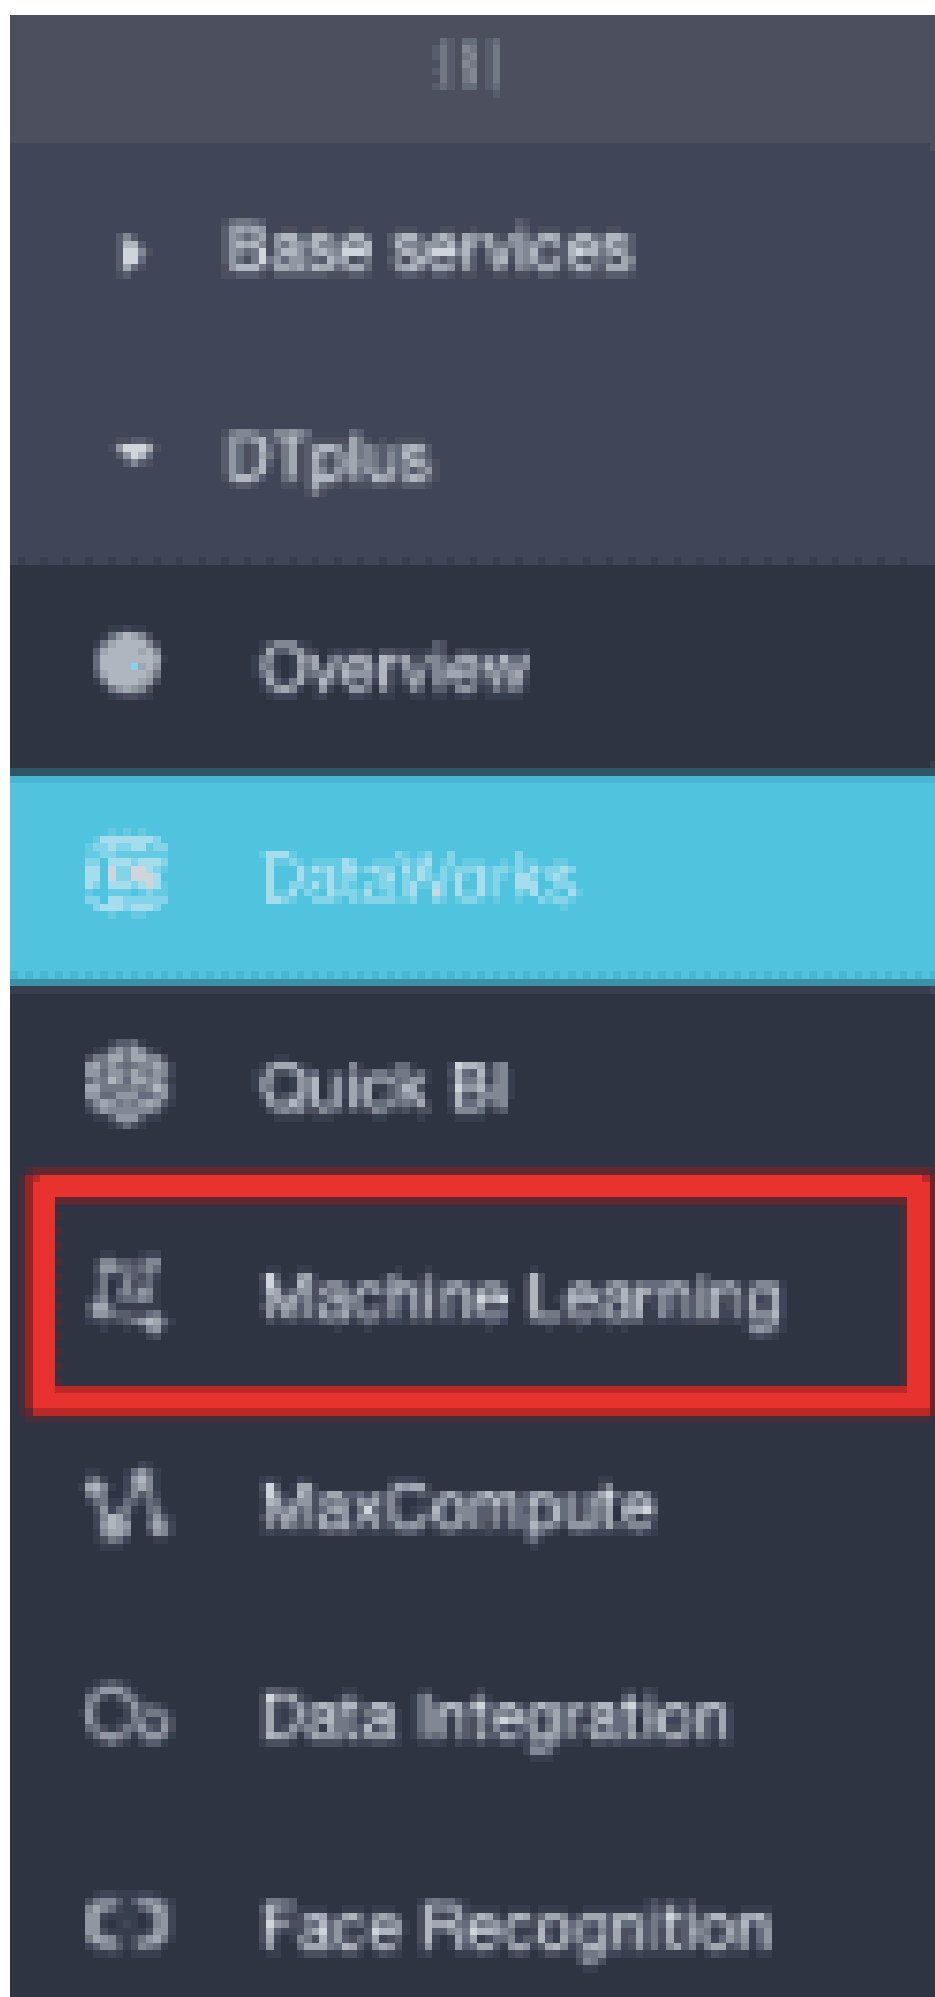 Base services
DTplus
Overview
DataWorks
Quick BI
Machine Learning
MaxCompute
Data Integration
Face Recognition